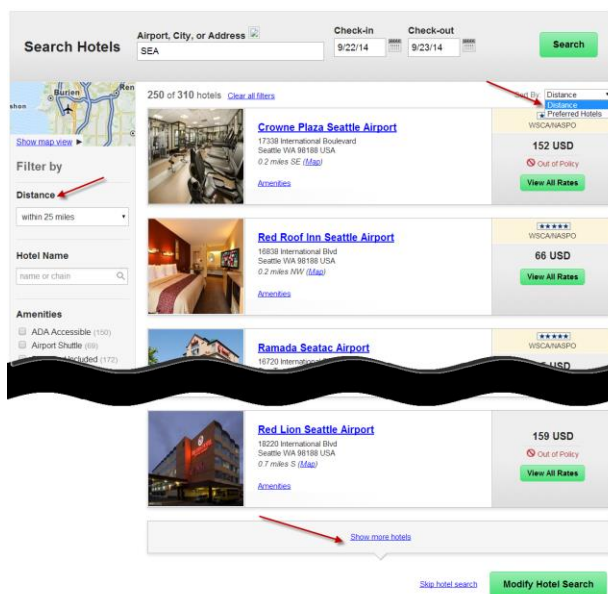 Search Hotels
Airport, City, or Address
SEA
Check-in
9/22/14
Check-out
9/23/14
Search
Burien
Ren
Show map view ▶
Filter by
Distance
within 25 miles
Hotel Name
name or chain
Amenities
ADA Accessible (150)
Airport Shuttle (69)
Included (172)
250 of 310 hotels Clear all filters
Sort By: Distance
Distance
Preferred Hotels
Crowne Plaza Seattle Airport
17338 International Boulevard
Seattle WA 98188 USA
0.2 miles SE (Map)
Amenities
WSCA/NASPO
152 USD
Out of Policy
View All Rates
Red Roof Inn Seattle Airport
16838 International Blvd
Seattle WA 98188 USA
0.2 miles NW (Map)
Amenities
WSCA/NASPO
66 USD
View All Rates
Ramada Seatac Airport
16720 International
WSCA/NASPO
USD
Red Lion Seattle Airport
18220 International Blvd
Seattle WA 98188 USA
0.7 miles S (Map)
Amenities
159 USD
Out of Policy
View All Rates
Show more hotels
Skip hotel search
Modify Hotel Search